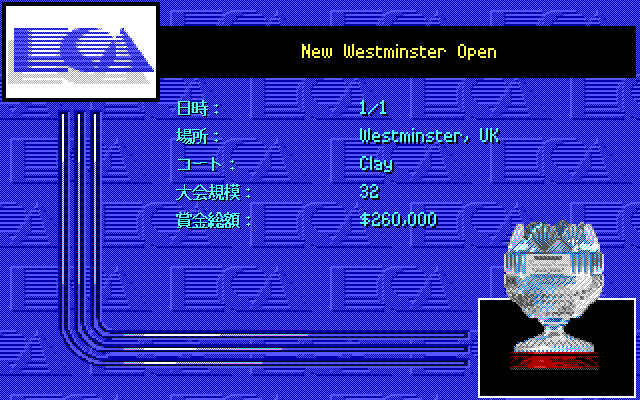 LCA
New Westminster Open
日時： 1/1
場所： Westminster, UK
コート： Clay
大会規模： 32
賞金総額： $260,000